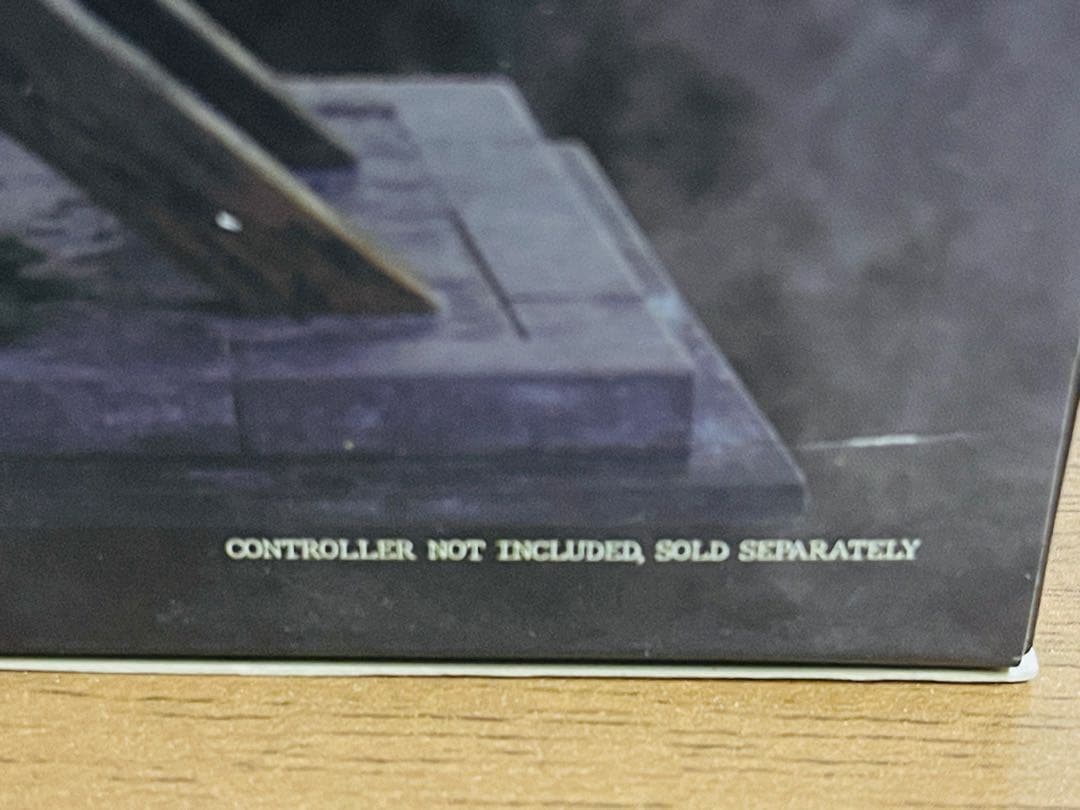 CONTROLLER NOT INCLUDED, SOLD SEPARATELY